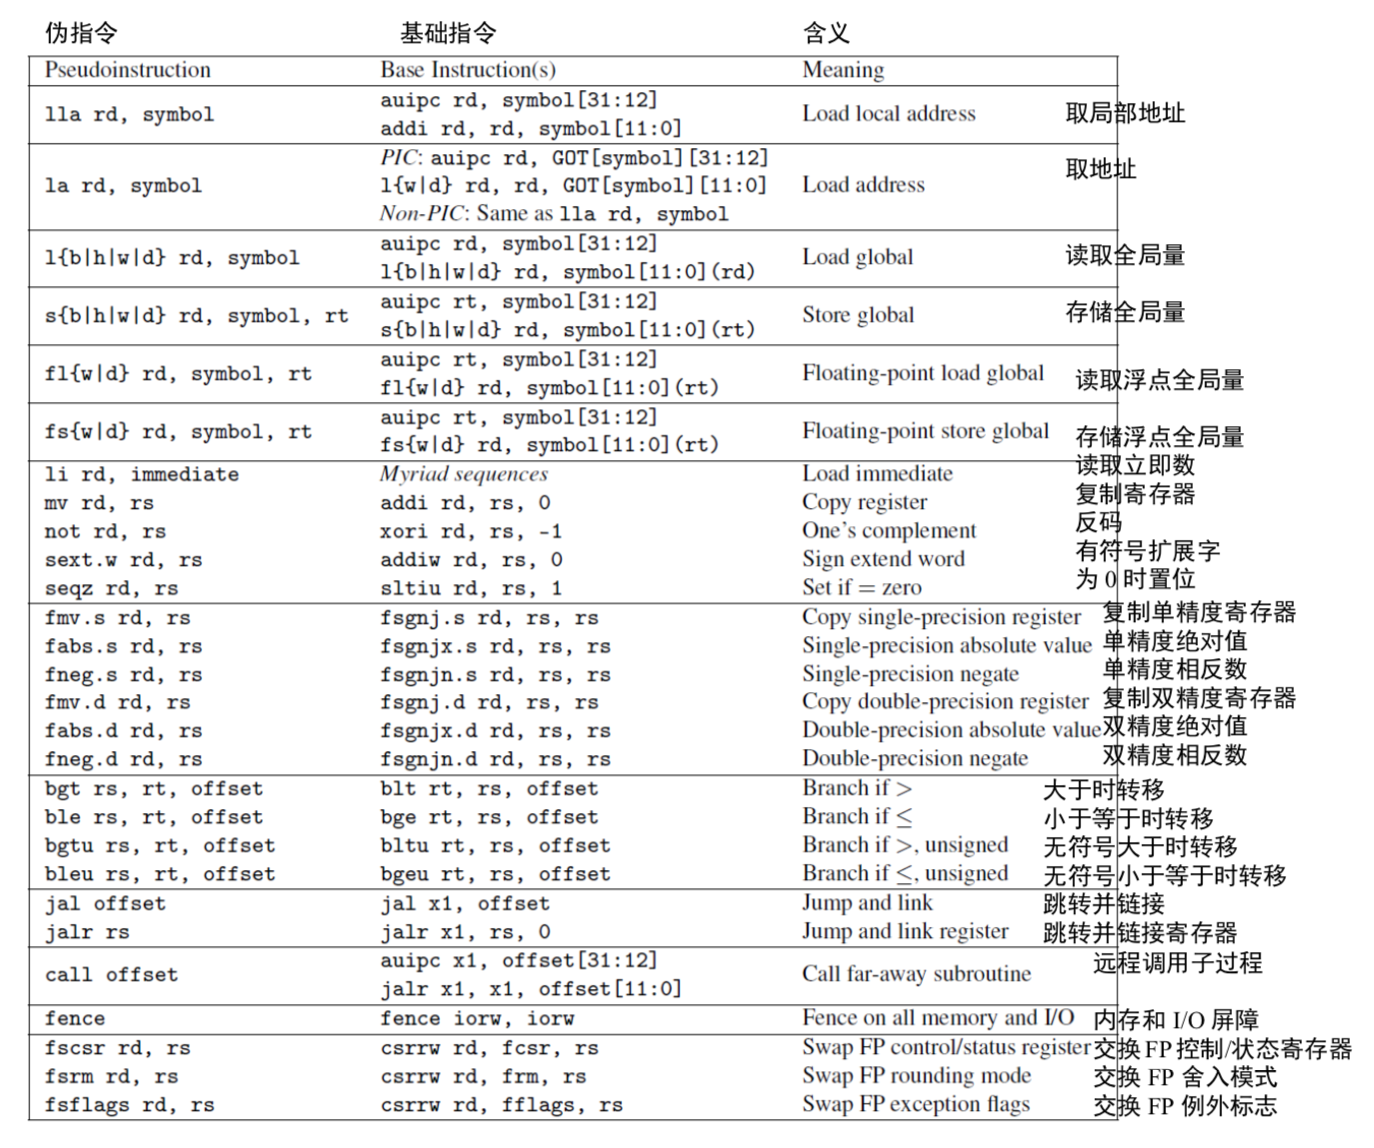 伪指令 基础指令 含义
Pseudoinstruction Base Instruction(s) Meaning
lla rd, symbol auipc rd, symbol[31:12] Load local address 取局部地址
addi rd, rd, symbol[11:0]
la rd, symbol PIC: auipc rd, GOT[symbol][31:12] Load address 取地址
l{w|d} rd, rd, GOT[symbol][11:0]
Non-PIC: Same as lla rd, symbol
l{b|h|w|d} rd, symbol auipc rd, symbol[31:12] Load global 读取全局量
l{b|h|w|d} rd, symbol[11:0](rd)
s{b|h|w|d} rd, symbol, rt auipc rt, symbol[31:12] Store global 存储全局量
s{b|h|w|d} rd, symbol[11:0](rt)
fl{w|d} rd, symbol, rt auipc rt, symbol[31:12] Floating-point load global 读取浮点全局量
fl{w|d} rd, symbol[11:0](rt)
fs{w|d} rd, symbol, rt auipc rt, symbol[31:12] Floating-point store global 存储浮点全局量
fs{w|d} rd, symbol[11:0](rt)
li rd, immediate Myriad sequences Load immediate 读取立即数
mv rd, rs addi rd, rs, 0 Copy register 复制寄存器
not rd, rs xori rd, rs, -1 One's complement 反码
sext.w rd, rs addiw rd, rs, 0 Sign extend word 有符号扩展字
seqz rd, rs sltiu rd, rs, 1 Set if = zero 为 0 时置位
fmv.s rd, rs fsgnj.s rd, rs, rs Copy single-precision register 复制单精度寄存器
fabs.s rd, rs fsgnjx.s rd, rs, rs Single-precision absolute value 单精度绝对值
fneg.s rd, rs fsgnjn.s rd, rs, rs Single-precision negate 单精度相反数
fmv.d rd, rs fsgnj.d rd, rs, rs Copy double-precision register 复制双精度寄存器
fabs.d rd, rs fsgnjx.d rd, rs, rs Double-precision absolute value 双精度绝对值
fneg.d rd, rs fsgnjn.d rd, rs, rs Double-precision negate 双精度相反数
bgt rs, rt, offset blt rt, rs, offset Branch if > 大于时转移
ble rs, rt, offset bge rt, rs, offset Branch if ≤ 小于等于时转移
bgtu rs, rt, offset bltu rt, rs, offset Branch if >, unsigned 无符号大于时转移
bleu rs, rt, offset bgeu rt, rs, offset Branch if ≤, unsigned 无符号小于等于时转移
jal offset jal x1, offset Jump and link 跳转并链接
jalr rs jalr x1, rs, 0 Jump and link register 跳转并链接寄存器
call offset auipc x1, offset[31:12] Call far-away subroutine 远程调用子过程
jalr x1, x1, offset[11:0]
fence fence iorw, iorw Fence on all memory and I/O 内存和 I/O 屏障
fscsr rd, rs csrrw rd, fcsr, rs Swap FP control/status register 交换 FP 控制/状态寄存器
fsrm rd, rs csrrw rd, frm, rs Swap FP rounding mode 交换 FP 舍入模式
fsflags rd, rs csrrw rd, fflags, rs Swap FP exception flags 交换 FP 例外标志